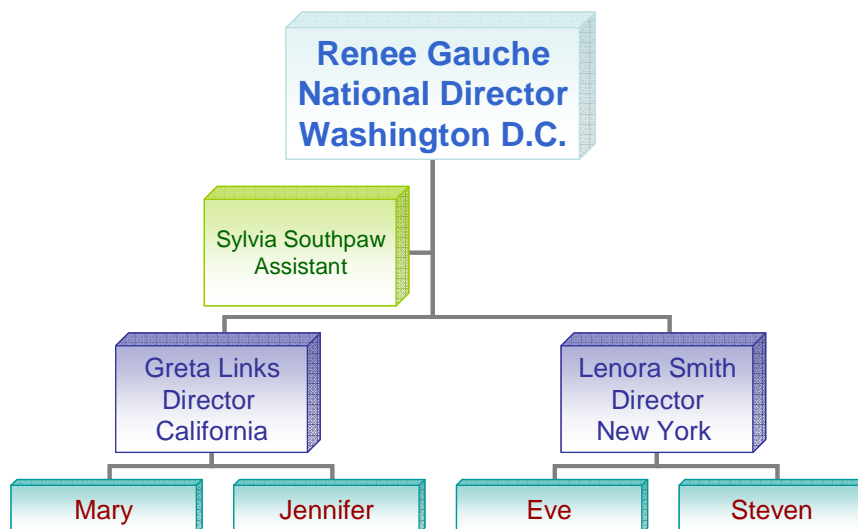 Renee Gauche
National Director
Washington D.C.
Sylvia Southpaw
Assistant
Greta Links
Director
California
Lenora Smith
Director
New York
Mary
Jennifer
Eve
Steven